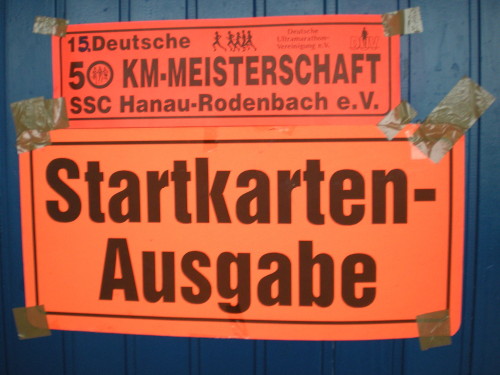 15.Deutsche
Deutsche
Ultramarathon-
Vereinigung e.V.
50 KM-MEISTERSCHAFT
SSC Hanau-Rodenbach e.V.
Startkarten-
Ausgabe